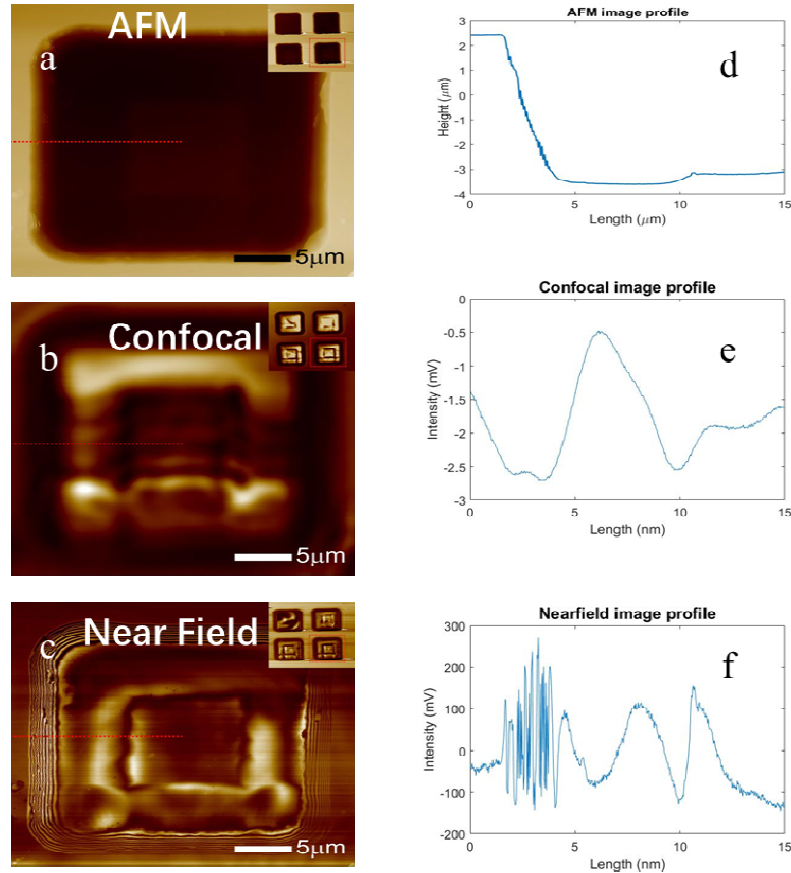 AFM
a
5μm
AFM image profile
d
Height (μm)
3
2
1
0
-1
-2
-3
-4
0
5
10
15
Length (μm)
Confocal
b
5μm
Confocal image profile
e
Intensity (mV)
0
-0.5
-1
-1.5
-2
-2.5
-3
0
5
10
15
Length (nm)
Near Field
c
5μm
Nearfield image profile
f
Intensity (mV)
300
200
100
0
-100
-200
0
5
10
15
Length (nm)